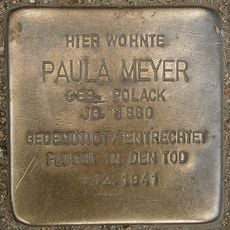 HIER WOHNTE
PAULA MEYER
GEB. POLACK
JG. 1880
GEDEMÜTIGT / ENTRECHTET
FLUCHT IN DEN TOD
.12.1941